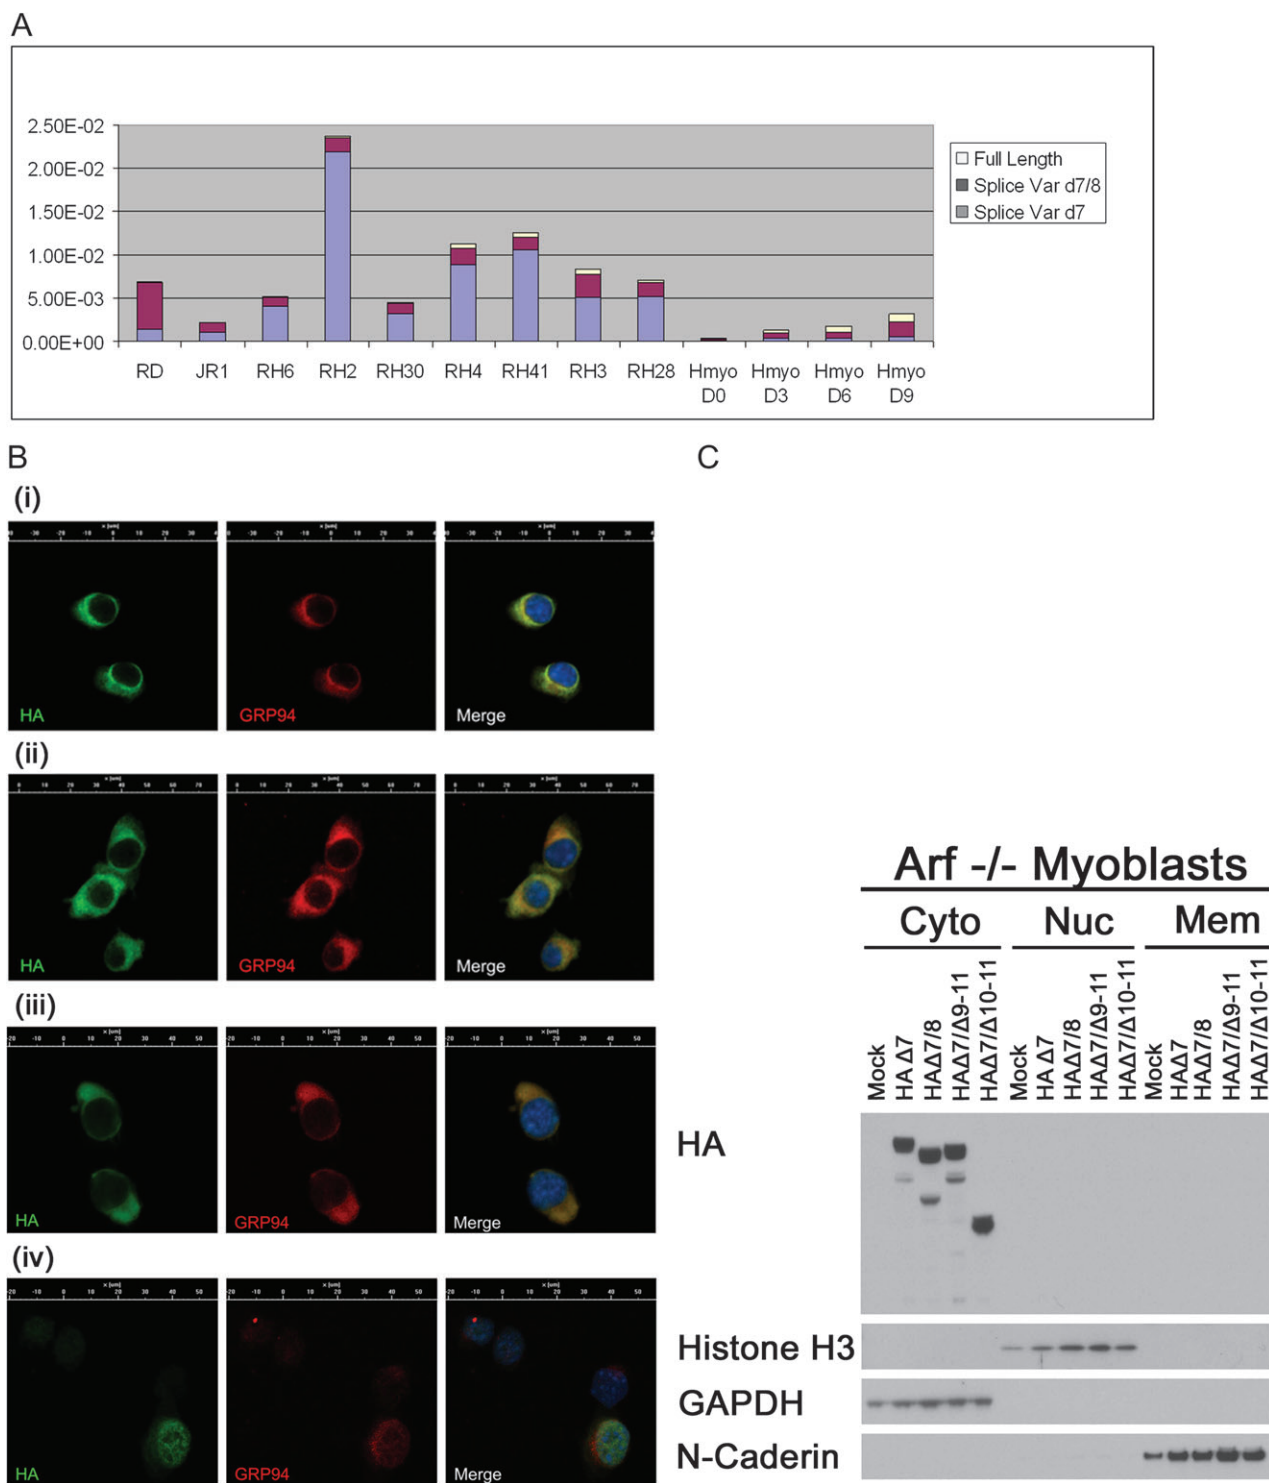 A
2.50E-02
2.00E-02
1.50E-02
1.00E-02
5.00E-03
0.00E+00
RD JR1 RH6 RH2 RH30 RH4 RH41 RH3 RH28 Hmyo D0 Hmyo D3 Hmyo D6 Hmyo D9
Full Length
Splice Var d7/8
Splice Var d7
B
(i)
HA GRP94 Merge
(ii)
HA GRP94 Merge
(iii)
HA GRP94 Merge
(iv)
HA GRP94 Merge
C
Arf -/- Myoblasts
Cyto Nuc Mem
Mock HA Δ7 HAΔ7/8 HAΔ7/Δ9-11 HAΔ7/Δ10-11 Mock HA Δ7 HAΔ7/8 HAΔ7/Δ9-11 HAΔ7/Δ10-11 Mock HAΔ7 HAΔ7/8 HAΔ7/Δ9-11 HAΔ7/Δ10-11
HA
Histone H3
GAPDH
N-Caderin